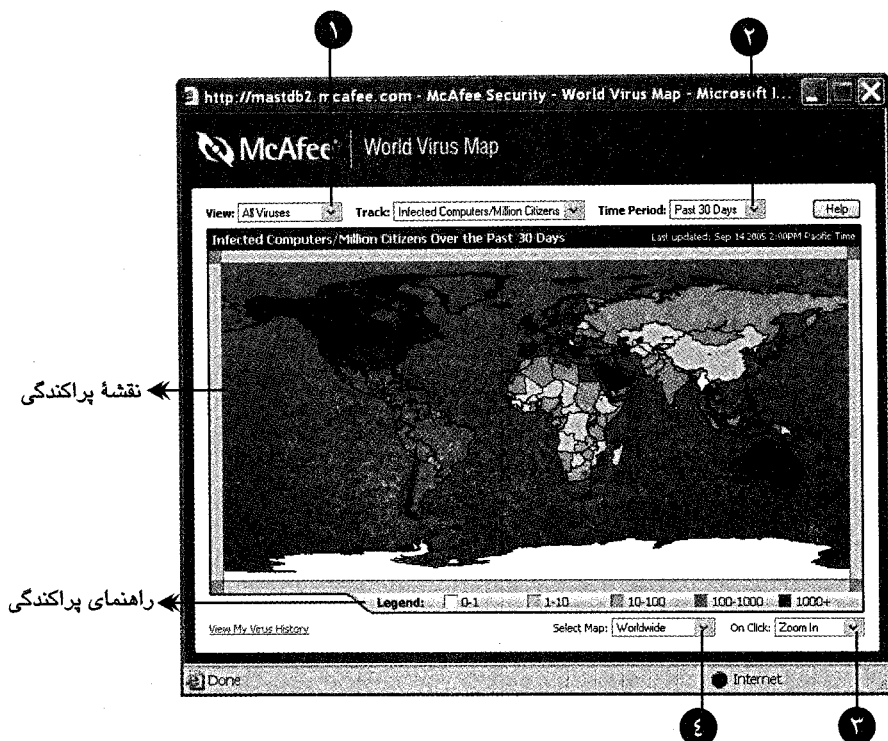 ۱
۲
http://mastdb2.mcafee.com - McAfee Security - World Virus Map - Microsoft I...
McAfee | World Virus Map
View: All Viruses Track: Infected Computers/Million Citizens Time Period: Past 30 Days Help
Infected Computers/Million Citizens Over the Past 30 Days Last updated: Sep 14 2005 2:00PM Pacific Time
نقشهٔ پراکندگی
راهنمای پراکندگی
Legend: 0-1 1-10 10-100 100-1000 1000+
View My Virus History Select Map: Worldwide On Click: Zoom In
Done Internet
٤
۳